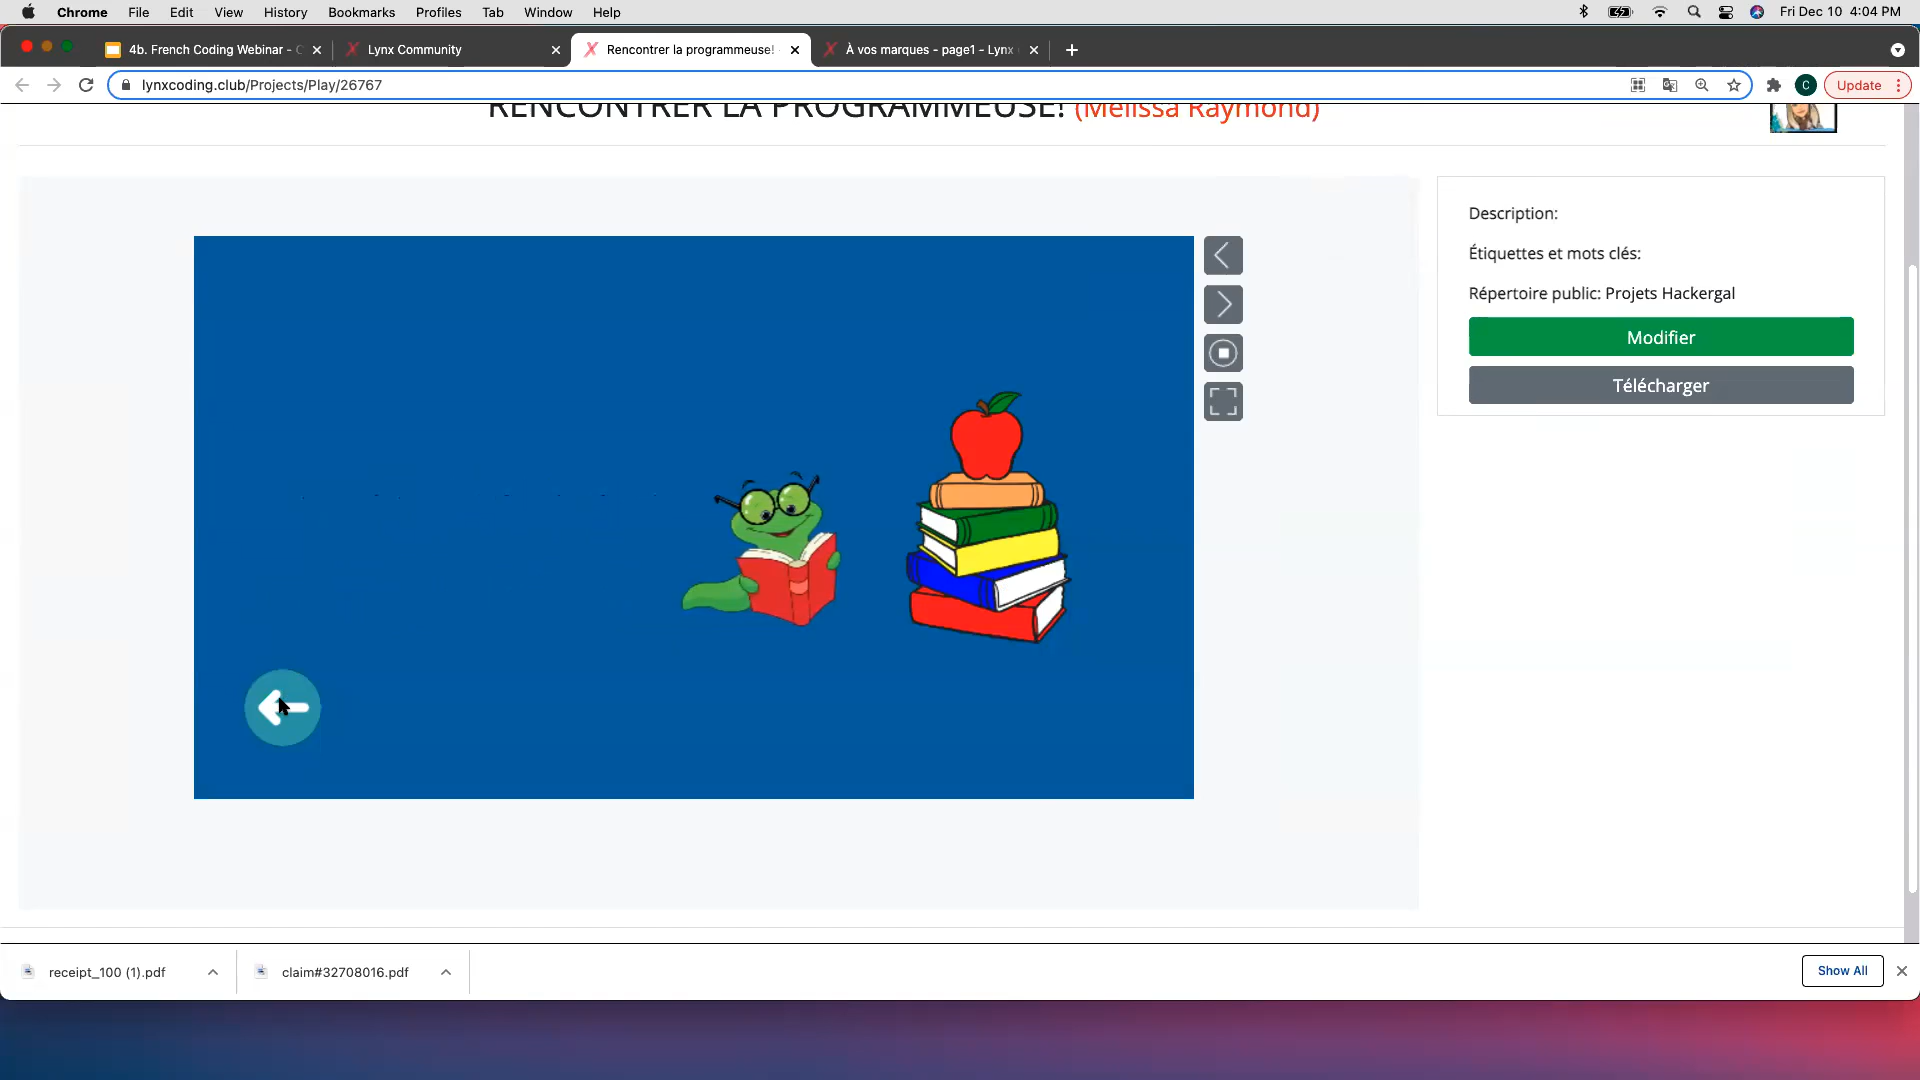 Chrome File Edit View History Bookmarks Profiles Tab Window Help Fri Dec 10 4:04 PM
4b. French Coding Webinar - C Lynx Community Rencontrer la programmeuse! À vos marques - page1 - Lynx
lynxcoding.club/Projects/Play/26767 C Update
RENCONTRER LA PROGRAMMEUSE! (Melissa Raymond)
Description:
Étiquettes et mots clés:
Répertoire public: Projets Hackergal
Modifier
Télécharger
receipt_100 (1).pdf claim#32708016.pdf Show All